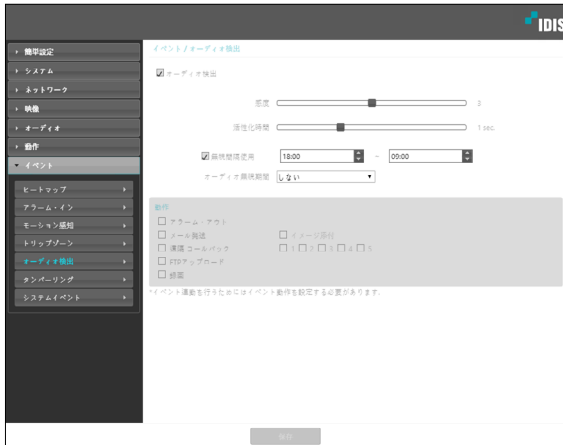 IDIS
簡単設定
システム
ネットワーク
映像
オーディオ
動作
イベント
ヒートマップ
アラーム・イン
モーション感知
トリップゾーン
オーディオ検出
タンパーリング
システムイベント
イベント / オーディオ検出
オーディオ検出
感度 3
活性化時間 1 sec.
無視間隔使用 18:00 ~ 09:00
オーディオ無視期間 しない
動作
アラーム・アウト
メール発送 イメージ添付
遠隔 コールバック 1 2 3 4 5
FTPアップロード
録画
*イベント連動を行うためにはイベント動作を設定する必要があります.
保存